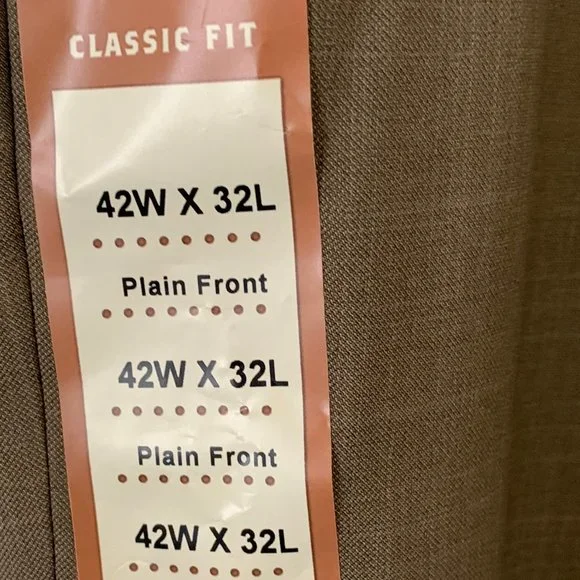 CLASSIC FIT
42W X 32L
Plain Front
42W X 32L
Plain Front
42W X 32L